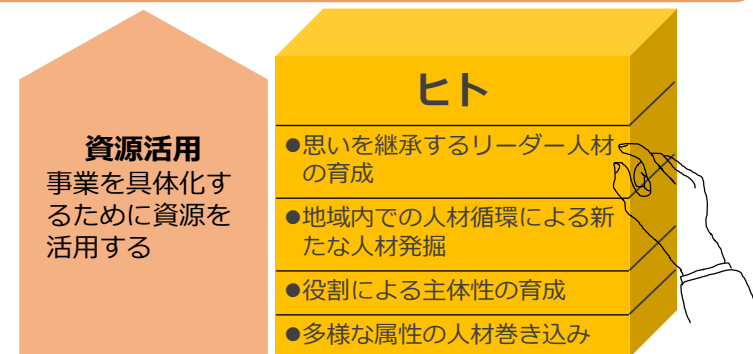 資源活用
事業を具体化す
るために資源を
活用する
ヒト
●思いを継承するリーダー人材
の育成
●地域内での人材循環による新
たな人材発掘
●役割による主体性の育成
●多様な属性の人材巻き込み